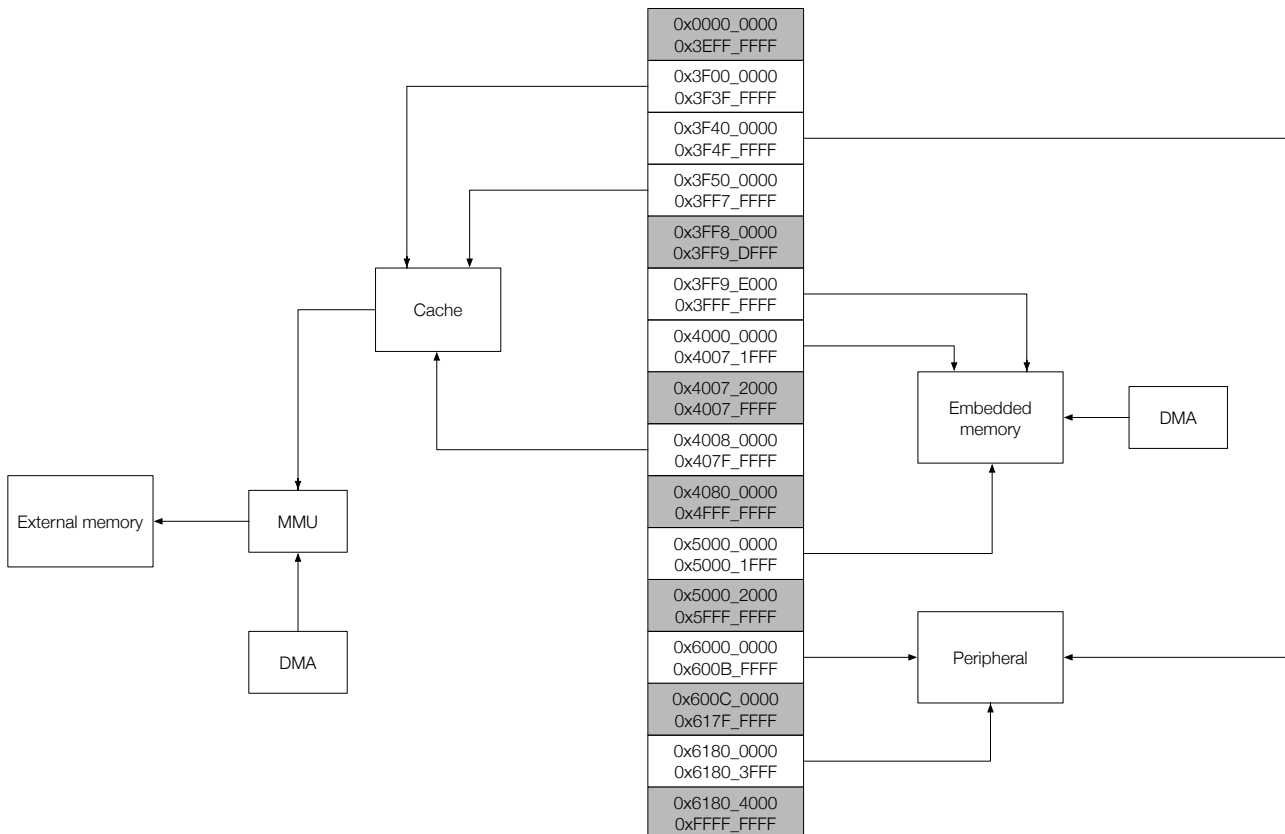 0x0000_0000
0x3EFF_FFFF
0x3F00_0000
0x3F3F_FFFF
0x3F40_0000
0x3F4F_FFFF
0x3F50_0000
0x3FF7_FFFF
0x3FF8_0000
0x3FF9_DFFF
0x3FF9_E000
0x3FFF_FFFF
0x4000_0000
0x4007_1FFF
0x4007_2000
0x4007_FFFF
0x4008_0000
0x407F_FFFF
0x4080_0000
0x4FFF_FFFF
0x5000_0000
0x5000_1FFF
0x5000_2000
0x5FFF_FFFF
0x6000_0000
0x600B_FFFF
0x600C_0000
0x617F_FFFF
0x6180_0000
0x6180_3FFF
0x6180_4000
0xFFFF_FFFF
Cache
External memory
MMU
DMA
Embedded
memory
DMA
Peripheral